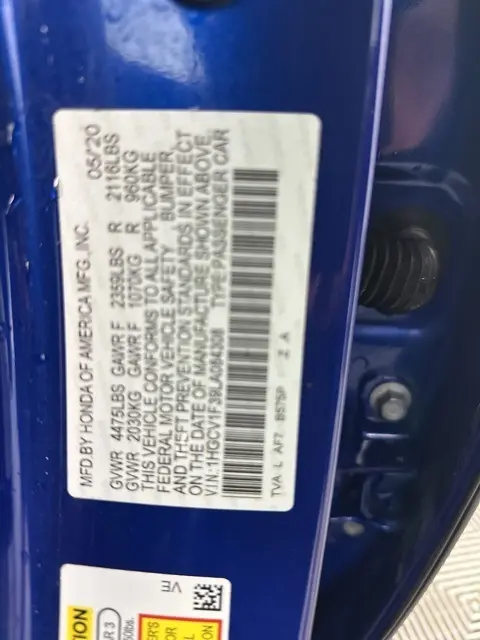 MFD.BY HONDA OF AMERICA MFG., INC. 05/'20
GVWR 4475LBS GAWR F 2359LBS R 2116LBS
GVWR 2030KG GAWR F 1070KG R 960KG
THIS VEHICLE CONFORMS TO ALL APPLICABLE
FEDERAL MOTOR VEHICLE SAFETY BUMPER,
AND THEFT PREVENTION STANDARDS IN EFFECT
ON THE DATE OF MANUFACTURE SHOWN ABOVE.
V.I.N.:1HGCV1F39LA084308 TYPE:PASSENGER CAR
TVA - L AF7 B575P - 2 A
VE